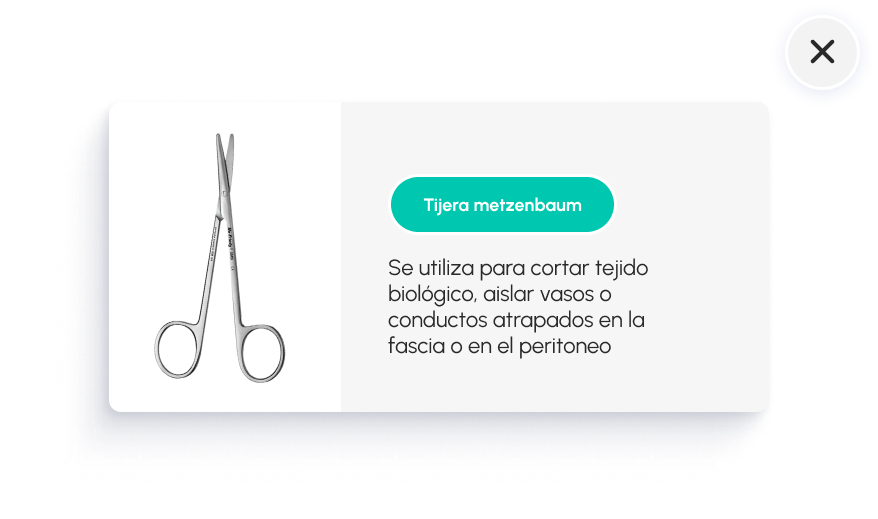 Tijera metzenbaum
Se utiliza para cortar tejido
biológico, aislar vasos o
conductos atrapados en la
fascia o en el peritoneo